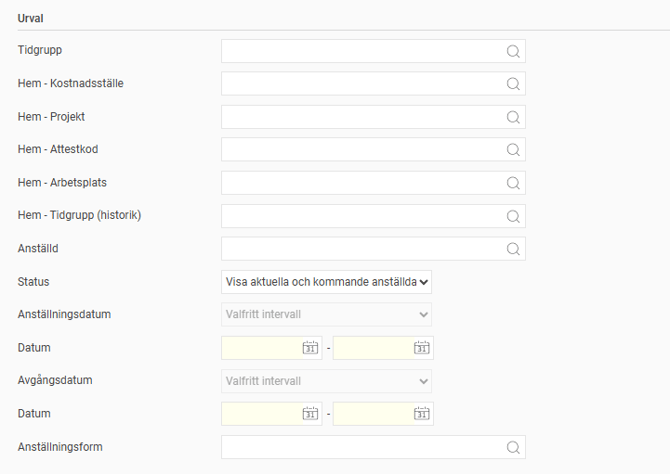 Urval
Tidgrupp
Hem - Kostnadsställe
Hem - Projekt
Hem - Attestkod
Hem - Arbetsplats
Hem - Tidgrupp (historik)
Anställd
Status Visa aktuella och kommande anställda
Anställningsdatum Valfritt intervall
Datum 31 - 31
Avgångsdatum Valfritt intervall
Datum 31 - 31
Anställningsform